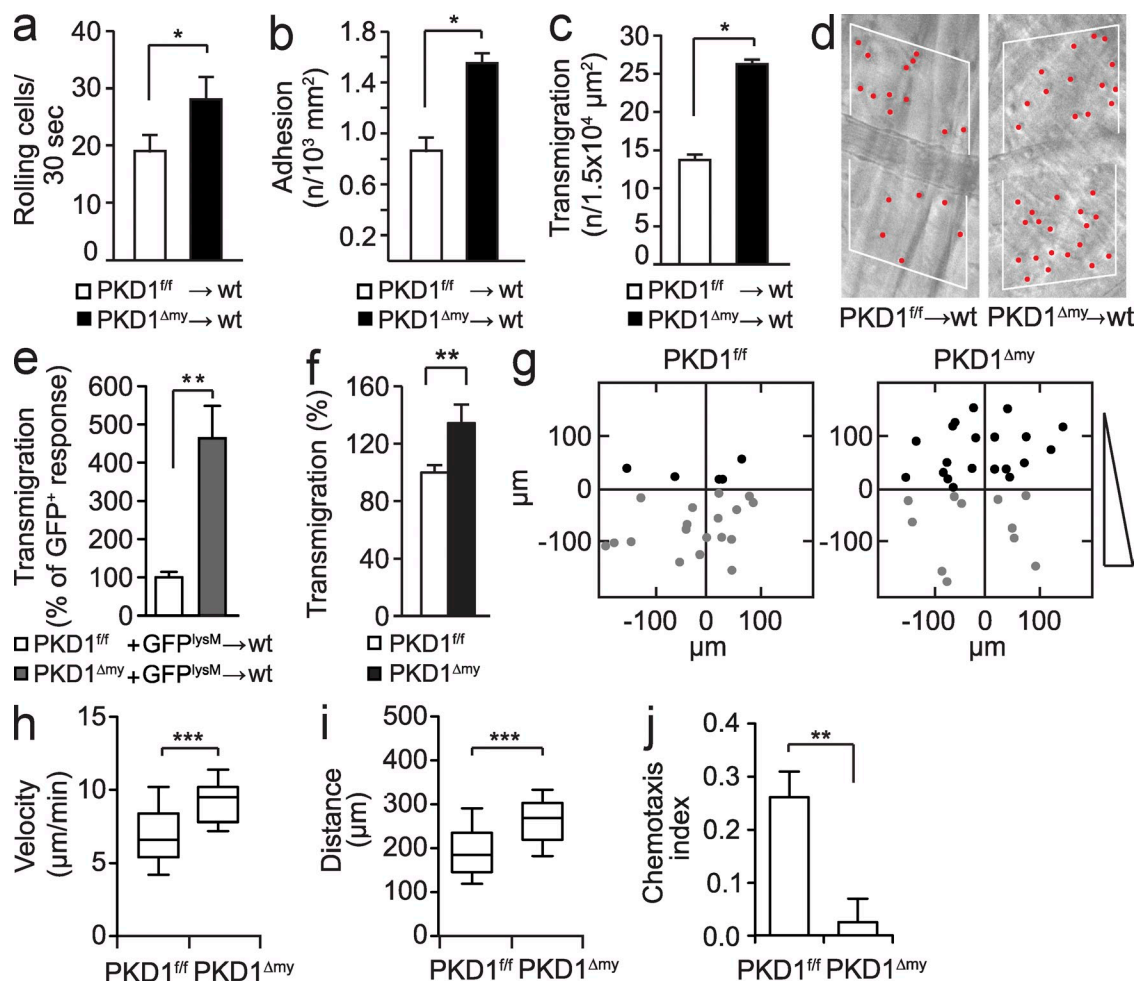 a
Rolling cells/
30 sec
40
30
20
10
0
*
PKD1f/f → wt
PKD1Δmy → wt
b
Adhesion
(n/10³ mm²)
1.8
1.4
1
0.6
0.2
*
PKD1f/f → wt
PKD1Δmy → wt
c
Transmigration
(n/1.5x10⁴ µm²)
30
25
20
15
10
5
0
*
PKD1f/f → wt
PKD1Δmy → wt
d
PKD1f/f→wt
PKD1Δmy→wt
e
Transmigration
(% of GFP⁺ response)
600
500
400
300
200
100
0
**
PKD1f/f +GFPlysM→wt
PKD1Δmy +GFPlysM→wt
f
Transmigration (%)
160
120
80
40
0
**
PKD1f/f
PKD1Δmy
g
PKD1f/f
µm
100
0
-100
-100 0 100
µm
PKD1Δmy
100
0
-100
-100 0 100
µm
h
Velocity
(µm/min)
15
10
5
0
***
PKD1f/f PKD1Δmy
i
Distance
(µm)
500
400
300
200
100
0
***
PKD1f/f PKD1Δmy
j
Chemotaxis
index
0.4
0.3
0.2
0.1
0.0
**
PKD1f/f PKD1Δmy